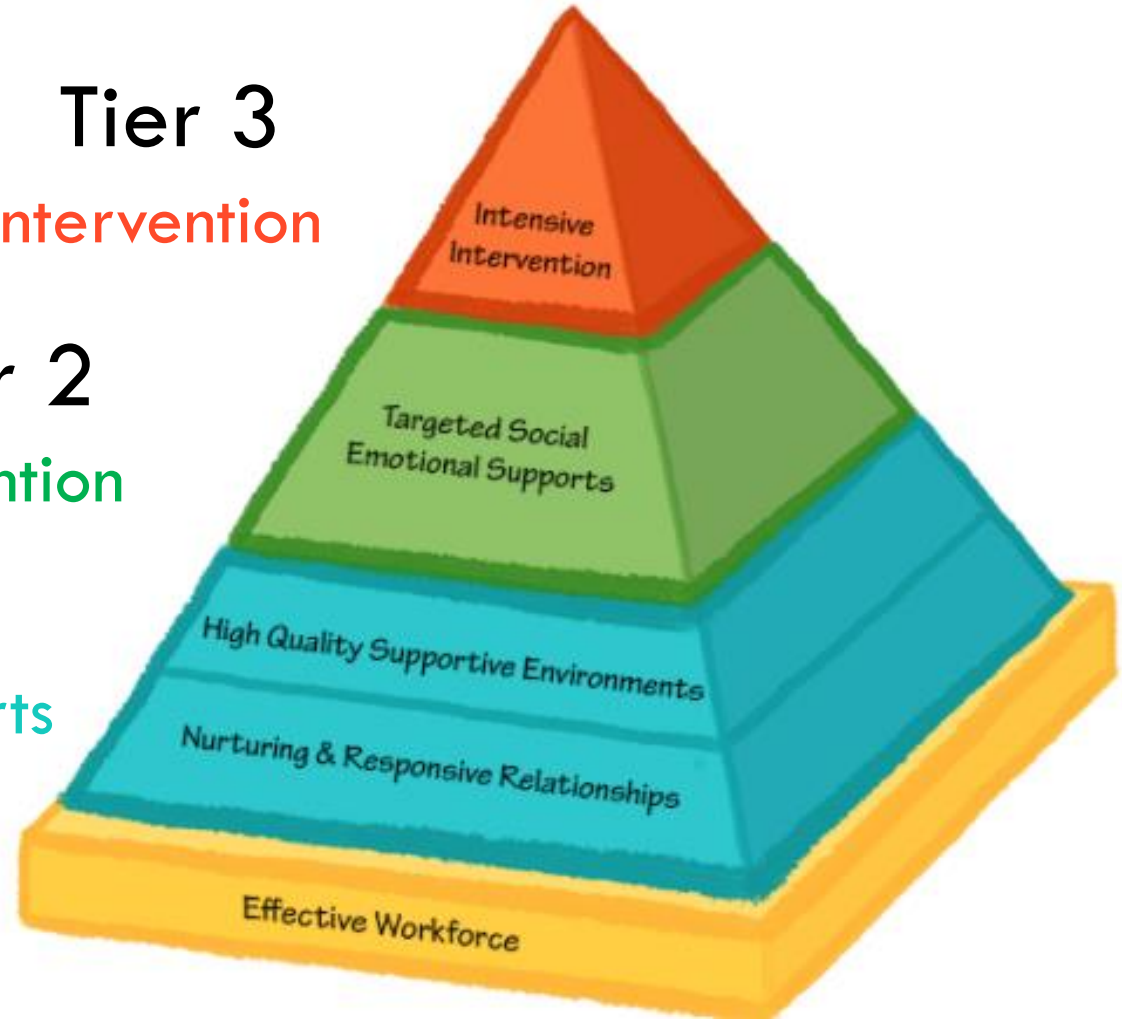 Tier 3
ntervention
Intensive
Intervention
r 2
Targeted Social
Emotional Supports
ntion
High Quality Supportive Environments
rts
Nurturing & Responsive Relationships
Effective Workforce